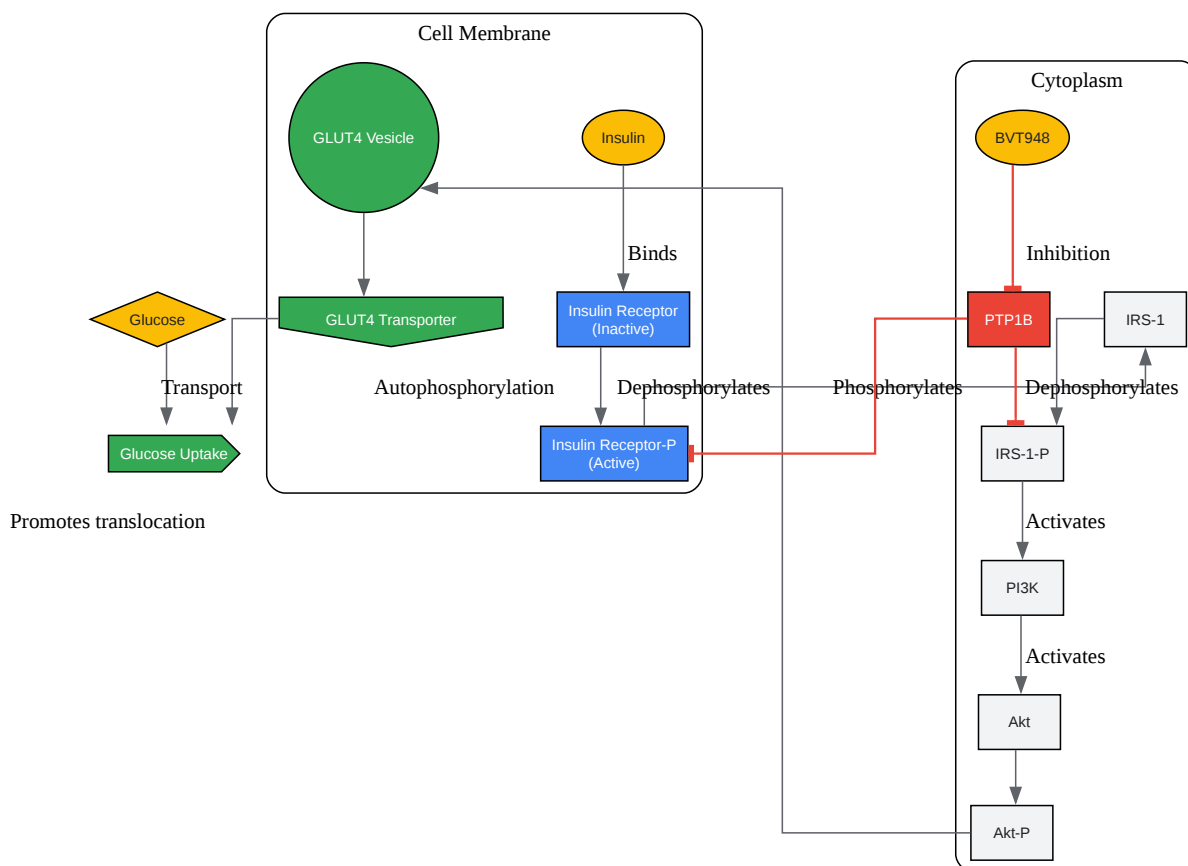 Cell Membrane
Cytoplasm
GLUT4 Vesicle
Insulin
BVT948
Binds
Inhibition
Glucose
GLUT4 Transporter
Insulin Receptor
(Inactive)
PTP1B
IRS-1
Transport
Autophosphorylation
Dephosphorylates
Phosphorylates
Dephosphorylates
Glucose Uptake
Insulin Receptor-P
(Active)
IRS-1-P
Promotes translocation
Activates
PI3K
Activates
Akt
Akt-P